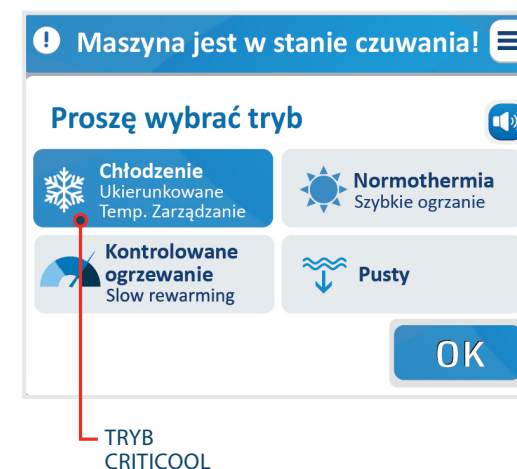 ! Maszyna jest w stanie czuwania!
Proszę wybrać tryb
Chłodzenie
Ukierunkowane
Temp. Zarządzanie
Normothermia
Szybkie ogrzanie
Kontrolowane
ogrzewanie
Slow rewarming
Pusty
OK
TRYB
CRITICOOL